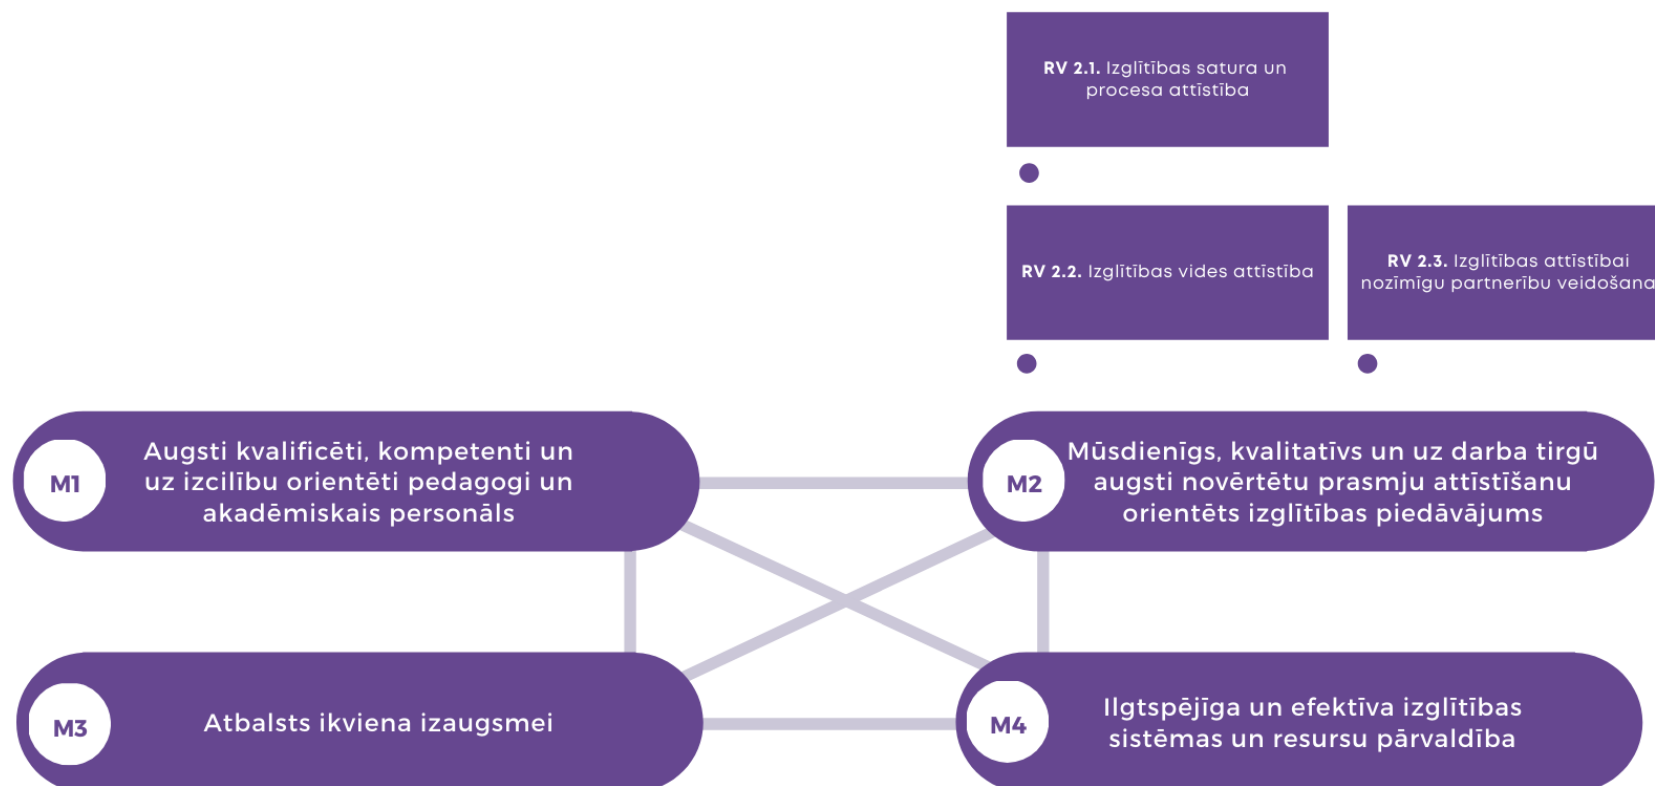 RV 2.1. Izglītības satura un
procesa attīstība
RV 2.2. Izglītības vides attīstība
RV 2.3. Izglītības attīstībai
nozīmīgu partnerību veidošana
M1
Augsti kvalificēti, kompetenti un
uz izcilību orientēti pedagogi un
akadēmiskais personāls
M2
Mūsdienīgs, kvalitatīvs un uz darba tirgū
augsti novērtētu prasmju attīstīšanu
orientēts izglītības piedāvājums
M3
Atbalsts ikviena izaugsmei
M4
Ilgtspējīga un efektīva izglītības
sistēmas un resursu pārvaldība